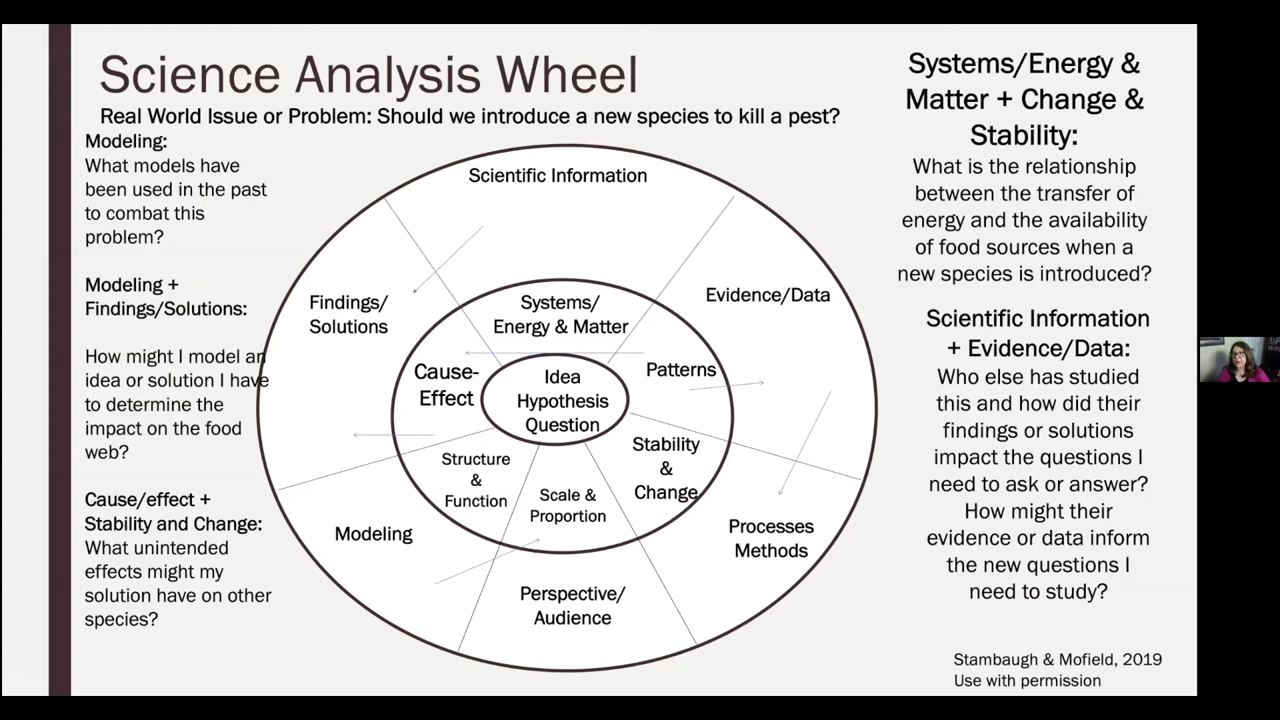 Science Analysis Wheel
Real World Issue or Problem: Should we introduce a new species to kill a pest?
Modeling:
What models have
been used in the past
to combat this
problem?
Modeling +
Findings/Solutions:
How might I model an
idea or solution I have
to determine the
impact on the food
web?
Cause/effect +
Stability and Change:
What unintended
effects might my
solution have on other
species?
Scientific Information
Findings/
Solutions
Evidence/Data
Systems/
Energy & Matter
Cause-
Effect
Patterns
Idea
Hypothesis
Question
Structure
&
Function
Scale &
Proportion
Stability
&
Change
Modeling
Perspective/
Audience
Processes
Methods
Systems/Energy &
Matter + Change &
Stability:
What is the relationship
between the transfer of
energy and the availability
of food sources when a
new species is introduced?
Scientific Information
+ Evidence/Data:
Who else has studied
this and how did their
findings or solutions
impact the questions I
need to ask or answer?
How might their
evidence or data inform
the new questions I
need to study?
Stambaugh & Mofield, 2019
Use with permission